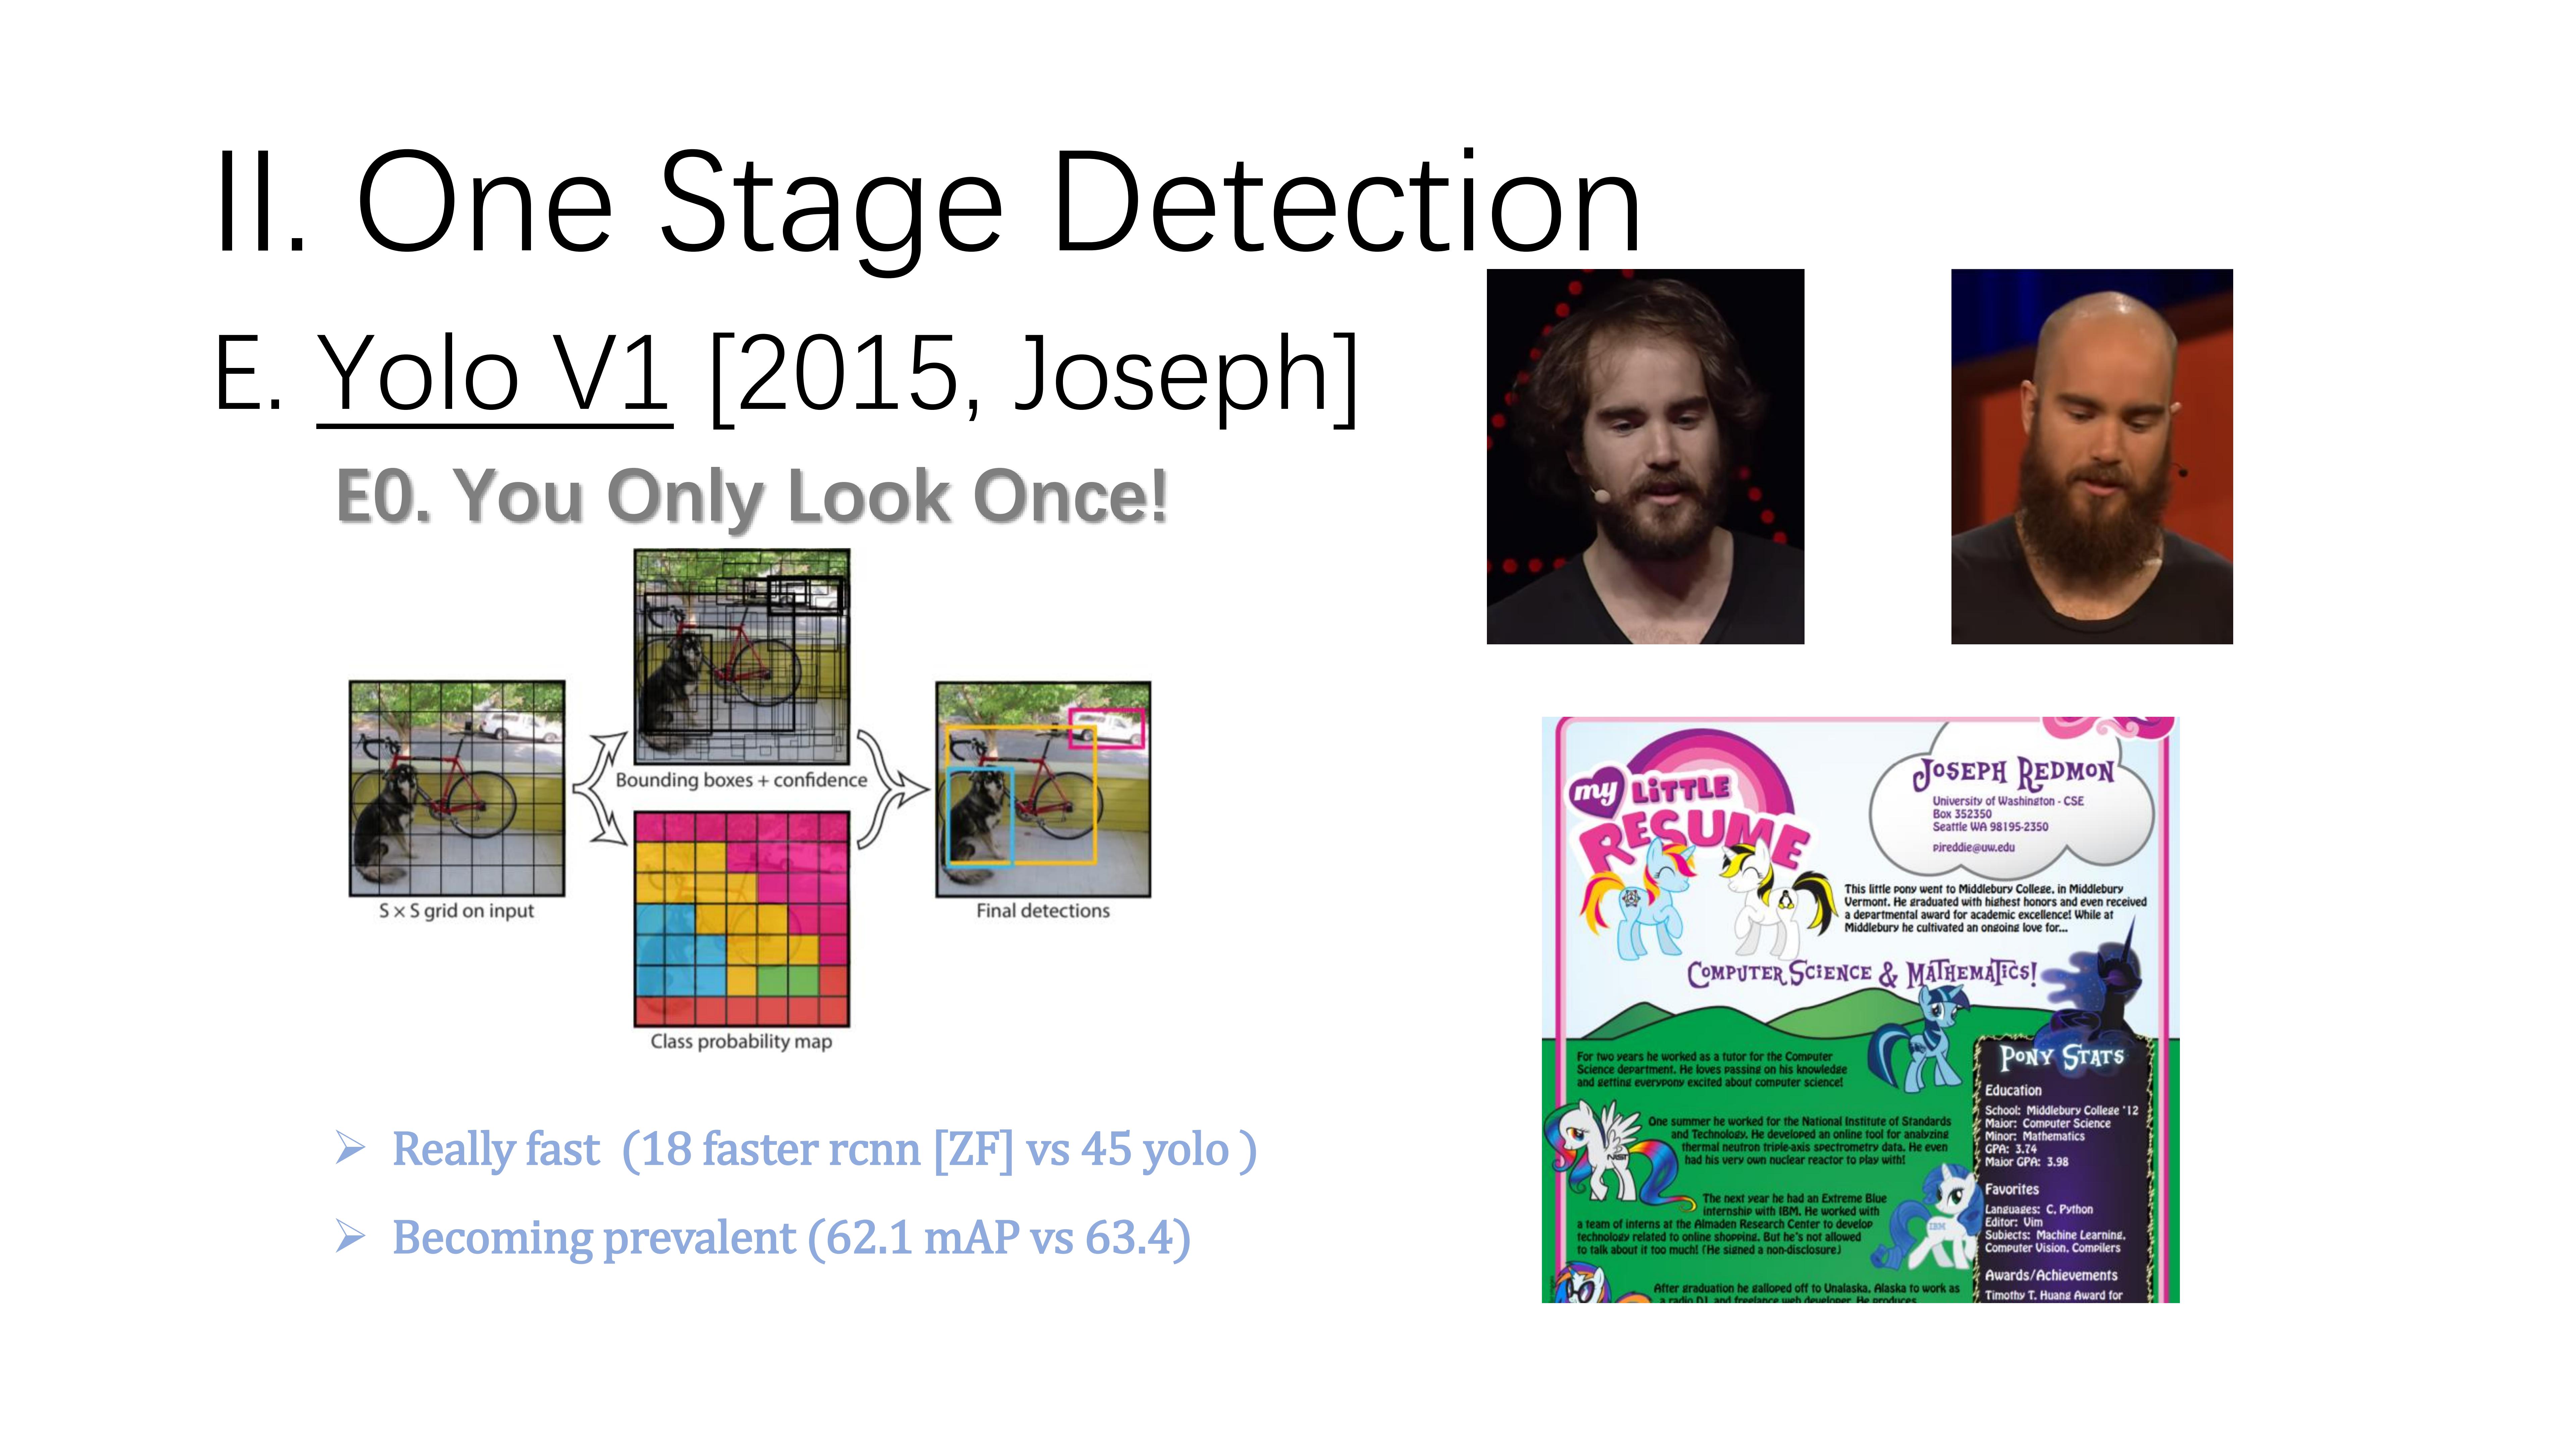 II. One Stage Detection
E. Yolo V1 [2015, Joseph]
E0. You Only Look Once!
S × S grid on input
Bounding boxes + confidence
Class probability map
Final detections
➢ Really fast (18 faster rcnn [ZF] vs 45 yolo )
➢ Becoming prevalent (62.1 mAP vs 63.4)
my LiTTLE
RESUME
JOSEPH REDMON
University of Washington - CSE
Box 352350
Seattle WA 98195-2350
pjreddie@uw.edu
This little pony went to Middlebury College, in Middlebury
Vermont. He graduated with highest honors and even received
a departmental award for academic excellence! While at
Middlebury he cultivated an ongoing love for...
COMPUTER SCIENCE & MATHEMATICS!
For two years he worked as a tutor for the Computer
Science department. He loves passing on his knowledge
and getting everypony excited about computer science!
One summer he worked for the National Institute of Standards
and Technology. He developed an online tool for analyzing
thermal neutron triple-axis spectrometry data. He even
had his very own nuclear reactor to play with!
NIST
The next year he had an Extreme Blue
internship with IBM. He worked with
a team of interns at the Almaden Research Center to develop
technology related to online shopping. But he's not allowed
to talk about it too much! (He signed a non-disclosure)
IBM
After graduation he galloped off to Unalaska, Alaska to work as
a radio DJ and freelance web developer. He produces
PONY STATS
Education
School: Middlebury College '12
Major: Computer Science
Minor: Mathematics
GPA: 3.74
Major GPA: 3.98
Favorites
Languages: C, Python
Editor: Vim
Subjects: Machine Learning,
Computer Vision, Compilers
Awards/Achievements
Timothy T. Huang Award for